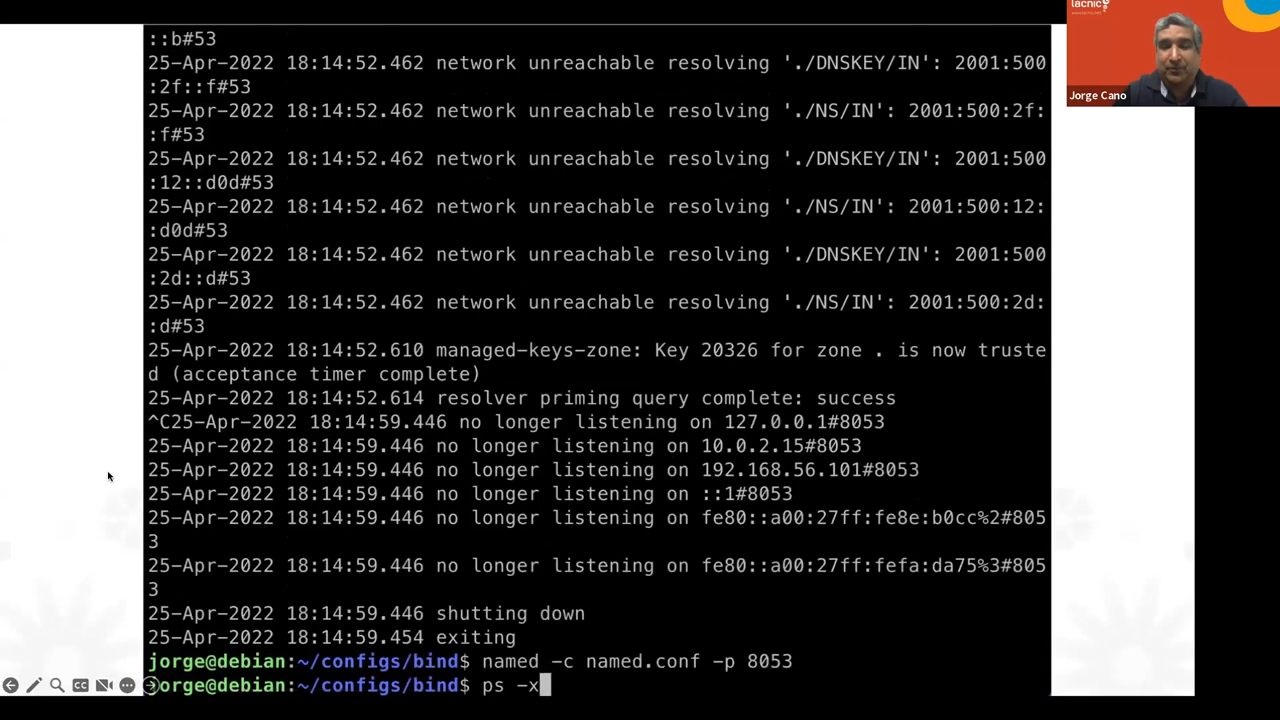 ::b#53
25-Apr-2022 18:14:52.462 network unreachable resolving './DNSKEY/IN': 2001:500
:2f::f#53
25-Apr-2022 18:14:52.462 network unreachable resolving './NS/IN': 2001:500:2f:
:f#53
25-Apr-2022 18:14:52.462 network unreachable resolving './DNSKEY/IN': 2001:500
:12::d0d#53
25-Apr-2022 18:14:52.462 network unreachable resolving './NS/IN': 2001:500:12:
:d0d#53
25-Apr-2022 18:14:52.462 network unreachable resolving './DNSKEY/IN': 2001:500
:2d::d#53
25-Apr-2022 18:14:52.462 network unreachable resolving './NS/IN': 2001:500:2d:
:d#53
25-Apr-2022 18:14:52.610 managed-keys-zone: Key 20326 for zone . is now truste
d (acceptance timer complete)
25-Apr-2022 18:14:52.614 resolver priming query complete: success
^C25-Apr-2022 18:14:59.446 no longer listening on 127.0.0.1#8053
25-Apr-2022 18:14:59.446 no longer listening on 10.0.2.15#8053
25-Apr-2022 18:14:59.446 no longer listening on 192.168.56.101#8053
25-Apr-2022 18:14:59.446 no longer listening on ::1#8053
25-Apr-2022 18:14:59.446 no longer listening on fe80::a00:27ff:fe8e:b0cc%2#805
3
25-Apr-2022 18:14:59.446 no longer listening on fe80::a00:27ff:fefa:da75%3#805
3
25-Apr-2022 18:14:59.446 shutting down
25-Apr-2022 18:14:59.454 exiting
jorge@debian:~/configs/bind$ named -c named.conf -p 8053
jorge@debian:~/configs/bind$ ps -x
lacnic
Jorge Cano
CC